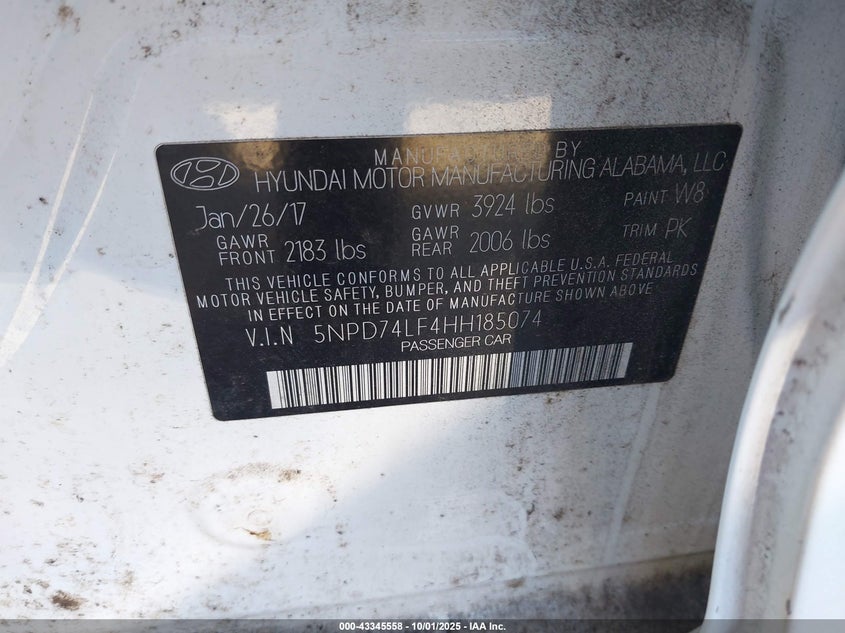 MANUFACTURED BY
HYUNDAI MOTOR MANUFACTURING ALABAMA, LLC
Jan/26/17 GVWR 3924 lbs PAINT W8
GAWR FRONT 2183 lbs GAWR REAR 2006 lbs TRIM PK
THIS VEHICLE CONFORMS TO ALL APPLICABLE U.S.A. FEDERAL
MOTOR VEHICLE SAFETY, BUMPER, AND THEFT PREVENTION STANDARDS
IN EFFECT ON THE DATE OF MANUFACTURE SHOWN ABOVE
V.I.N 5NPD74LF4HH185074
PASSENGER CAR
000-43345558 - 10/01/2025 - IAA Inc.